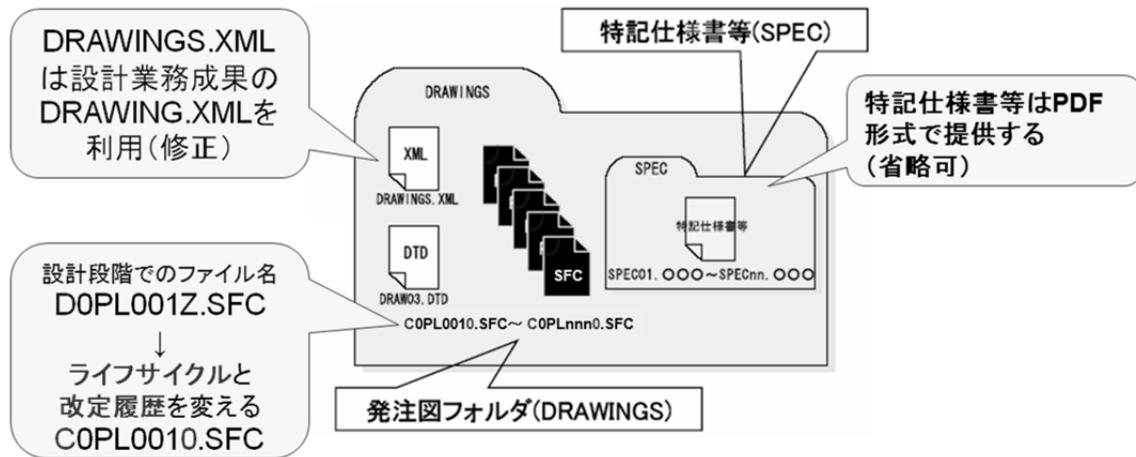 DRAWINGS.XML
は設計業務成果の
DRAWING.XMLを
利用(修正)
特記仕様書等(SPEC)
特記仕様書等はPDF
形式で提供する
(省略可)
DRAWINGS
XML
DRAWINGS.XML
DTD
DRAW03.DTD
SFC
SPEC
特記仕様書等
SPEC01.○○○～SPECnn.○○○
C0PL0010.SFC～ C0PLnnn0.SFC
設計段階でのファイル名
D0PL001Z.SFC
↓
ライフサイクルと
改定履歴を変える
C0PL0010.SFC
発注図フォルダ(DRAWINGS)